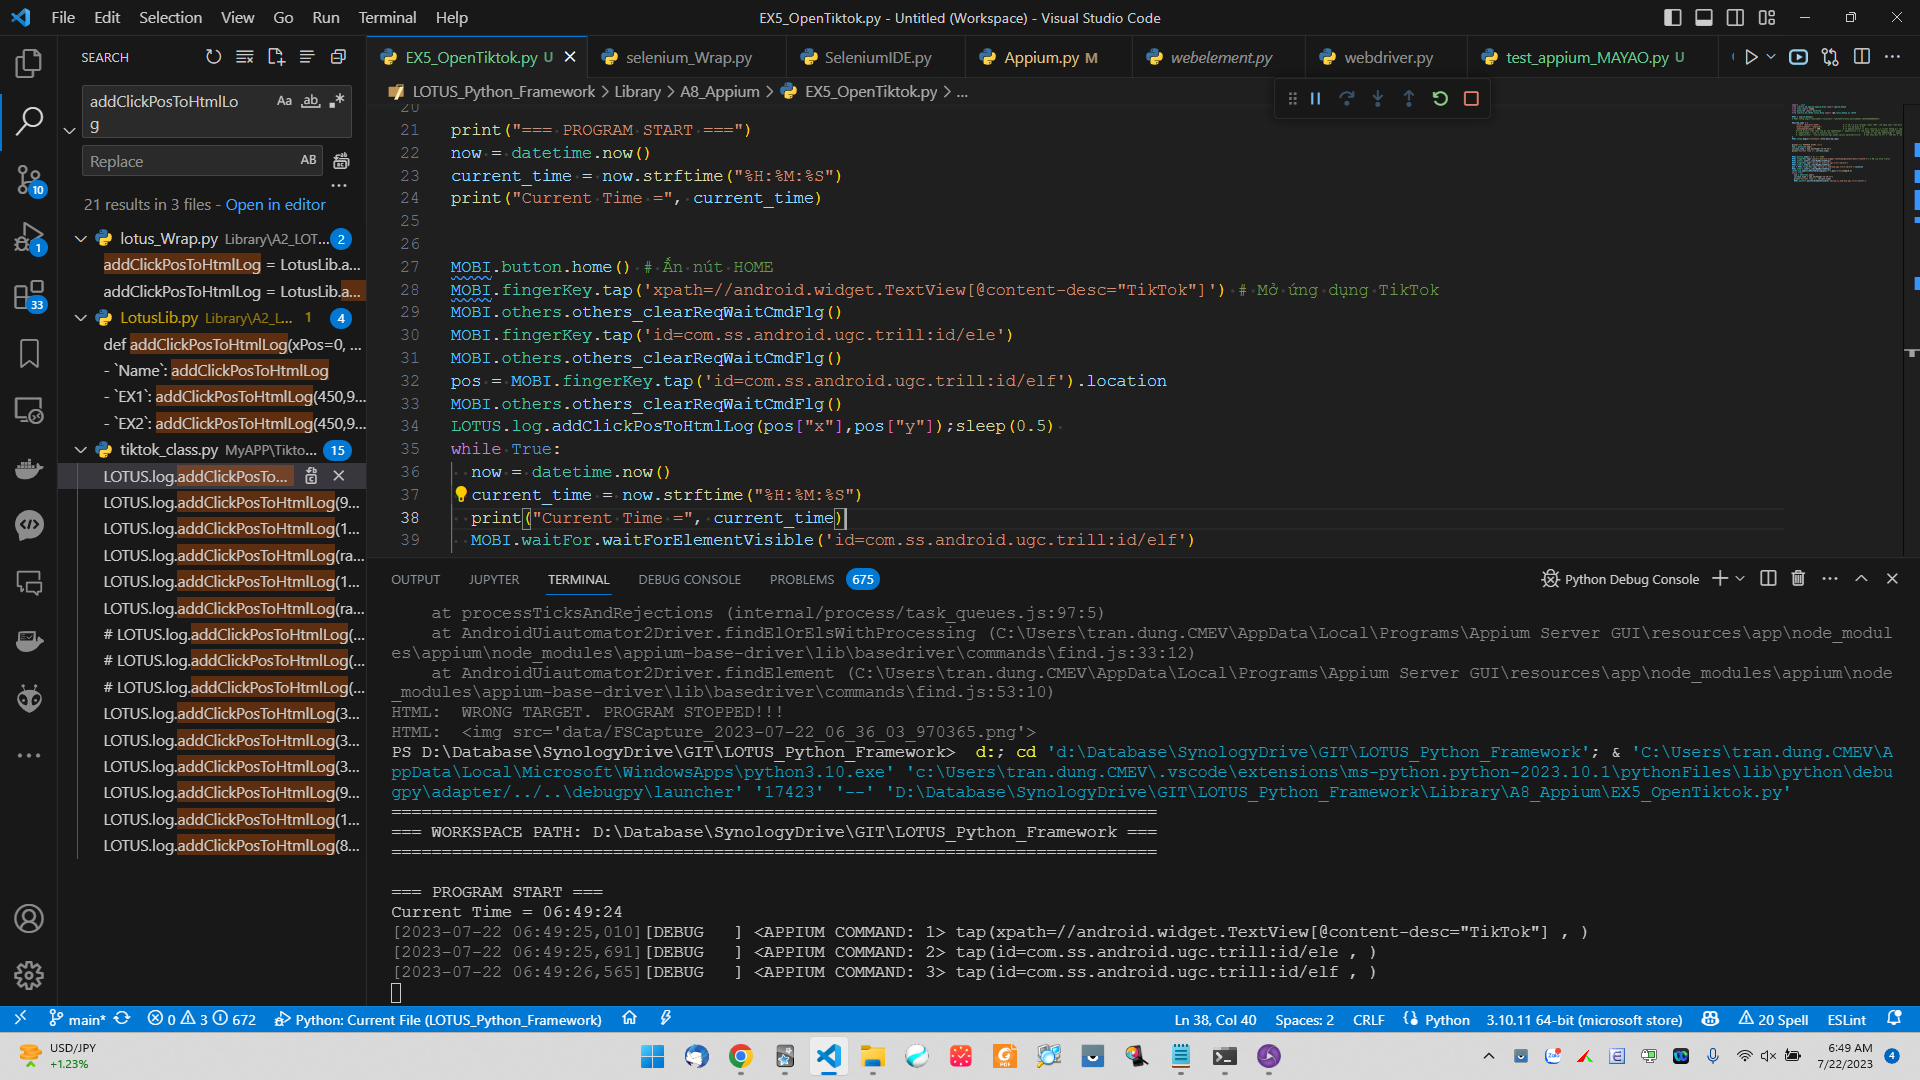 File Edit Selection View Go Run Terminal Help
EX5_OpenTiktok.py - Untitled (Workspace) - Visual Studio Code
SEARCH
EX5_OpenTiktok.py U
selenium_Wrap.py
SeleniumIDE.py
Appium.py M
webelement.py
webdriver.py
test_appium_MAYAO.py U
LOTUS_Python_Framework > Library > A8_Appium > EX5_OpenTiktok.py > ...
addClickPosToHtmlLo
g
Aa ab .*
Replace
AB
21 results in 3 files - Open in editor
lotus_Wrap.py Library\A2_LOT... 2
addClickPosToHtmlLog = LotusLib.a...
addClickPosToHtmlLog = LotusLib.a...
LotusLib.py Library\A2_L... 1 4
def addClickPosToHtmlLog(xPos=0, ...
- `Name`: addClickPosToHtmlLog
- `EX1`: addClickPosToHtmlLog(450,9...
- `EX2`: addClickPosToHtmlLog(450,9...
tiktok_class.py MyAPP\Tikto... 15
LOTUS.log.addClickPosTo...
LOTUS.log.addClickPosToHtmlLog(9...
LOTUS.log.addClickPosToHtmlLog(1...
LOTUS.log.addClickPosToHtmlLog(ra...
LOTUS.log.addClickPosToHtmlLog(1...
LOTUS.log.addClickPosToHtmlLog(ra...
# LOTUS.log.addClickPosToHtmlLog(...
# LOTUS.log.addClickPosToHtmlLog(...
# LOTUS.log.addClickPosToHtmlLog(...
LOTUS.log.addClickPosToHtmlLog(3...
LOTUS.log.addClickPosToHtmlLog(3...
LOTUS.log.addClickPosToHtmlLog(3...
LOTUS.log.addClickPosToHtmlLog(9...
LOTUS.log.addClickPosToHtmlLog(1...
LOTUS.log.addClickPosToHtmlLog(8...
10
1
33
20
21 print("=== PROGRAM START ===")
22 now = datetime.now()
23 current_time = now.strftime("%H:%M:%S")
24 print("Current Time =", current_time)
25
26
27 MOBI.button.home() # Ấn nút HOME
28 MOBI.fingerKey.tap('xpath=//android.widget.TextView[@content-desc="TikTok"]') # Mở ứng dụng TikTok
29 MOBI.others.others_clearReqWaitCmdFlg()
30 MOBI.fingerKey.tap('id=com.ss.android.ugc.trill:id/ele')
31 MOBI.others.others_clearReqWaitCmdFlg()
32 pos = MOBI.fingerKey.tap('id=com.ss.android.ugc.trill:id/elf').location
33 MOBI.others.others_clearReqWaitCmdFlg()
34 LOTUS.log.addClickPosToHtmlLog(pos["x"],pos["y"]);sleep(0.5)
35 while True:
36 now = datetime.now()
37 current_time = now.strftime("%H:%M:%S")
38 print("Current Time =", current_time)
39 MOBI.waitFor.waitForElementVisible('id=com.ss.android.ugc.trill:id/elf')
OUTPUT JUPYTER TERMINAL DEBUG CONSOLE PROBLEMS 675
Python Debug Console
at processTicksAndRejections (internal/process/task_queues.js:97:5)
at AndroidUiautomator2Driver.findElOrElsWithProcessing (C:\Users\tran.dung.CMEV\AppData\Local\Programs\Appium Server GUI\resources\app\node_modul
es\appium\node_modules\appium-base-driver\lib\basedriver\commands\find.js:33:12)
at AndroidUiautomator2Driver.findElement (C:\Users\tran.dung.CMEV\AppData\Local\Programs\Appium Server GUI\resources\app\node_modules\appium\node
_modules\appium-base-driver\lib\basedriver\commands\find.js:53:10)
HTML: WRONG TARGET. PROGRAM STOPPED!!!
HTML: <img src='data/FSCapture_2023-07-22_06_36_03_970365.png'>
PS D:\Database\SynologyDrive\GIT\LOTUS_Python_Framework> d:; cd 'd:\Database\SynologyDrive\GIT\LOTUS_Python_Framework'; & 'C:\Users\tran.dung.CMEV\A
ppData\Local\Microsoft\WindowsApps\python3.10.exe' 'c:\Users\tran.dung.CMEV\.vscode\extensions\ms-python.python-2023.10.1\pythonFiles\lib\python\debu
gpy\adapter/../..\debugpy\launcher' '17423' '--' 'D:\Database\SynologyDrive\GIT\LOTUS_Python_Framework\Library\A8_Appium\EX5_OpenTiktok.py'
============================================================================
=== WORKSPACE PATH: D:\Database\SynologyDrive\GIT\LOTUS_Python_Framework ===
============================================================================
=== PROGRAM START ===
Current Time = 06:49:24
[2023-07-22 06:49:25,010][DEBUG ] <APPIUM COMMAND: 1> tap(xpath=//android.widget.TextView[@content-desc="TikTok"] , )
[2023-07-22 06:49:25,691][DEBUG ] <APPIUM COMMAND: 2> tap(id=com.ss.android.ugc.trill:id/ele , )
[2023-07-22 06:49:26,565][DEBUG ] <APPIUM COMMAND: 3> tap(id=com.ss.android.ugc.trill:id/elf , )
main* 0 3 672 Python: Current File (LOTUS_Python_Framework)
Ln 38, Col 40 Spaces: 2 CRLF Python 3.10.11 64-bit (microsoft store) 20 Spell ESLint
USD/JPY
+1.23%
6:49 AM
7/22/2023
4